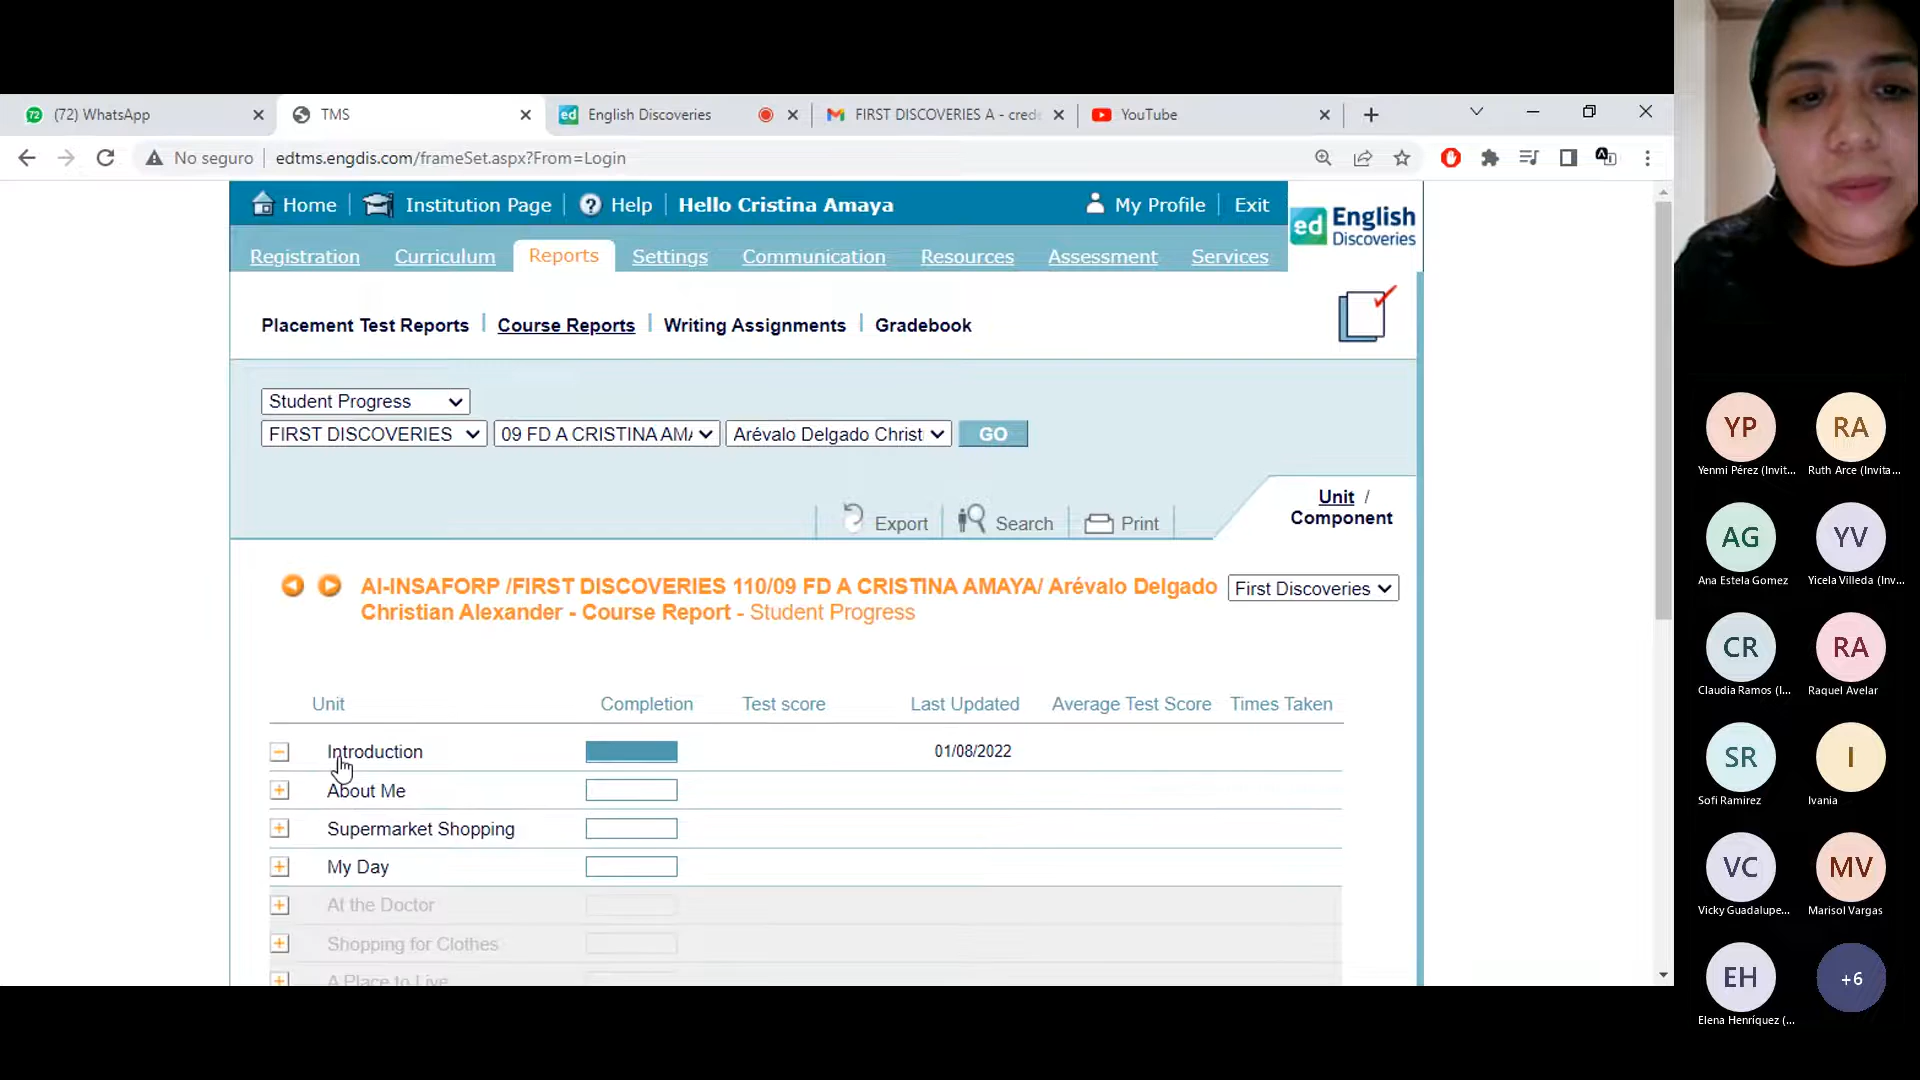 72
(72) WhatsApp
TMS
ed
English Discoveries
FIRST DISCOVERIES A - cred
YouTube
No seguro
edtms.engdis.com/frameSet.aspx?From=Login
Home
Institution Page
Help
Hello Cristina Amaya
My Profile
Exit
ed English
Discoveries
Registration
Curriculum
Reports
Settings
Communication
Resources
Assessment
Services
Placement Test Reports
Course Reports
Writing Assignments
Gradebook
Student Progress
FIRST DISCOVERIES
09 FD A CRISTINA AMA
Arévalo Delgado Christ
GO
Export
Search
Print
Unit /
Component
AI-INSAFORP /FIRST DISCOVERIES 110/09 FD A CRISTINA AMAYA/ Arévalo Delgado
Christian Alexander - Course Report - Student Progress
First Discoveries
Unit
Completion
Test score
Last Updated
Average Test Score
Times Taken
Introduction
01/08/2022
About Me
Supermarket Shopping
My Day
At the Doctor
Shopping for Clothes
A Place to Live
YP
Yenmi Pérez (Invit...
RA
Ruth Arce (Invita...
AG
Ana Estela Gomez
YV
Yicela Villeda (Inv...
CR
Claudia Ramos (I...
RA
Raquel Avelar
SR
Sofi Ramirez
I
Ivania
VC
Vicky Guadalupe...
MV
Marisol Vargas
EH
Elena Henríquez (...
+6